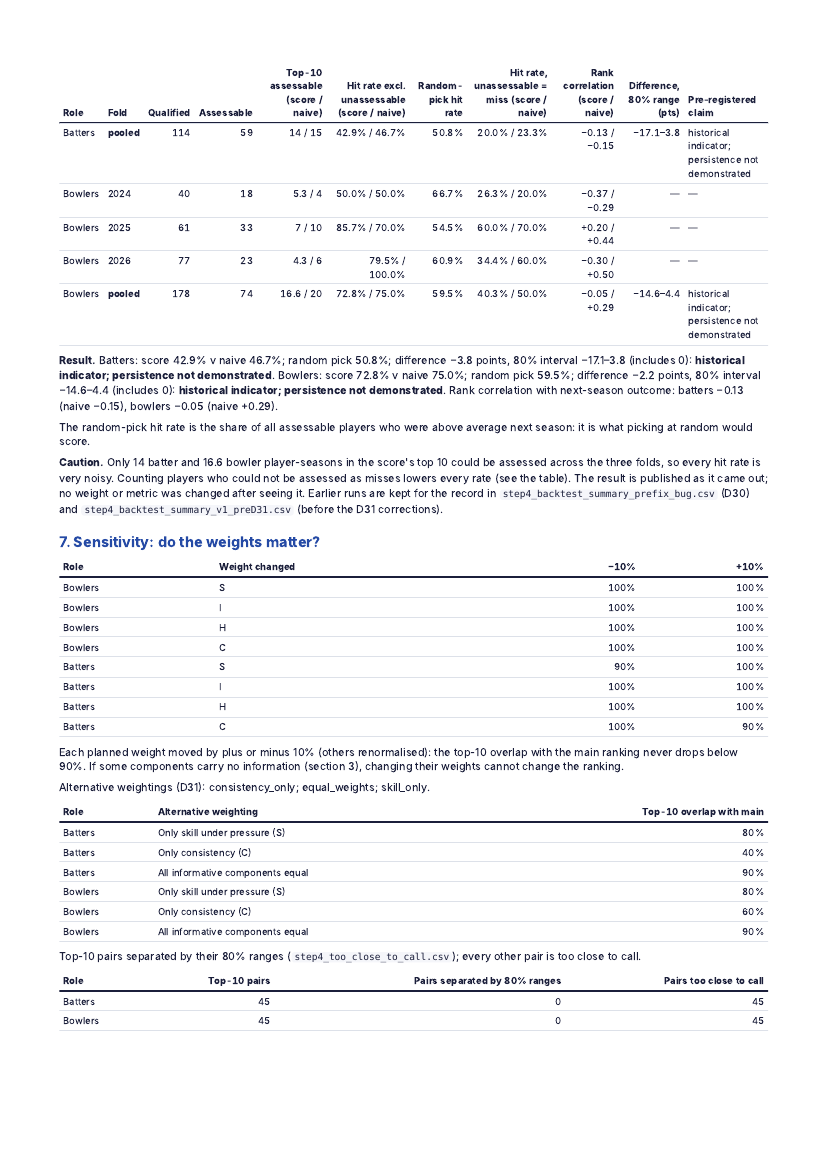 Role Fold Qualified Assessable Top-10 assessable (score / naive) Hit rate excl. unassessable (score / naive) Random-pick hit rate Hit rate, unassessable = miss (score / naive) Rank correlation (score / naive) Difference, 80% range (pts) Pre-registered claim
Batters pooled 114 59 14 / 15 42.9% / 46.7% 50.8% 20.0% / 23.3% −0.13 / −0.15 −17.1–3.8 historical indicator; persistence not demonstrated
Bowlers 2024 40 18 5.3 / 4 50.0% / 50.0% 66.7% 26.3% / 20.0% −0.37 / −0.29 — —
Bowlers 2025 61 33 7 / 10 85.7% / 70.0% 54.5% 60.0% / 70.0% +0.20 / +0.44 — —
Bowlers 2026 77 23 4.3 / 6 79.5% / 100.0% 60.9% 34.4% / 60.0% −0.30 / +0.50 — —
Bowlers pooled 178 74 16.6 / 20 72.8% / 75.0% 59.5% 40.3% / 50.0% −0.05 / +0.29 −14.6–4.4 historical indicator; persistence not demonstrated
Result. Batters: score 42.9% v naive 46.7%; random pick 50.8%; difference −3.8 points, 80% interval −17.1–3.8 (includes 0): historical
indicator; persistence not demonstrated. Bowlers: score 72.8% v naive 75.0%; random pick 59.5%; difference −2.2 points, 80% interval
−14.6–4.4 (includes 0): historical indicator; persistence not demonstrated. Rank correlation with next-season outcome: batters −0.13
(naive −0.15), bowlers −0.05 (naive +0.29).
The random-pick hit rate is the share of all assessable players who were above average next season: it is what picking at random would
score.
Caution. Only 14 batter and 16.6 bowler player-seasons in the score's top 10 could be assessed across the three folds, so every hit rate is
very noisy. Counting players who could not be assessed as misses lowers every rate (see the table). The result is published as it came out;
no weight or metric was changed after seeing it. Earlier runs are kept for the record in step4_backtest_summary_prefix_bug.csv (D30)
and step4_backtest_summary_v1_preD31.csv (before the D31 corrections).
7. Sensitivity: do the weights matter?
Role Weight changed −10% +10%
Bowlers S 100% 100%
Bowlers I 100% 100%
Bowlers H 100% 100%
Bowlers C 100% 100%
Batters S 90% 100%
Batters I 100% 100%
Batters H 100% 100%
Batters C 100% 90%
Each planned weight moved by plus or minus 10% (others renormalised): the top-10 overlap with the main ranking never drops below
90%. If some components carry no information (section 3), changing their weights cannot change the ranking.
Alternative weightings (D31): consistency_only; equal_weights; skill_only.
Role Alternative weighting Top-10 overlap with main
Batters Only skill under pressure (S) 80%
Batters Only consistency (C) 40%
Batters All informative components equal 90%
Bowlers Only skill under pressure (S) 80%
Bowlers Only consistency (C) 60%
Bowlers All informative components equal 90%
Top-10 pairs separated by their 80% ranges ( step4_too_close_to_call.csv ); every other pair is too close to call.
Role Top-10 pairs Pairs separated by 80% ranges Pairs too close to call
Batters 45 0 45
Bowlers 45 0 45